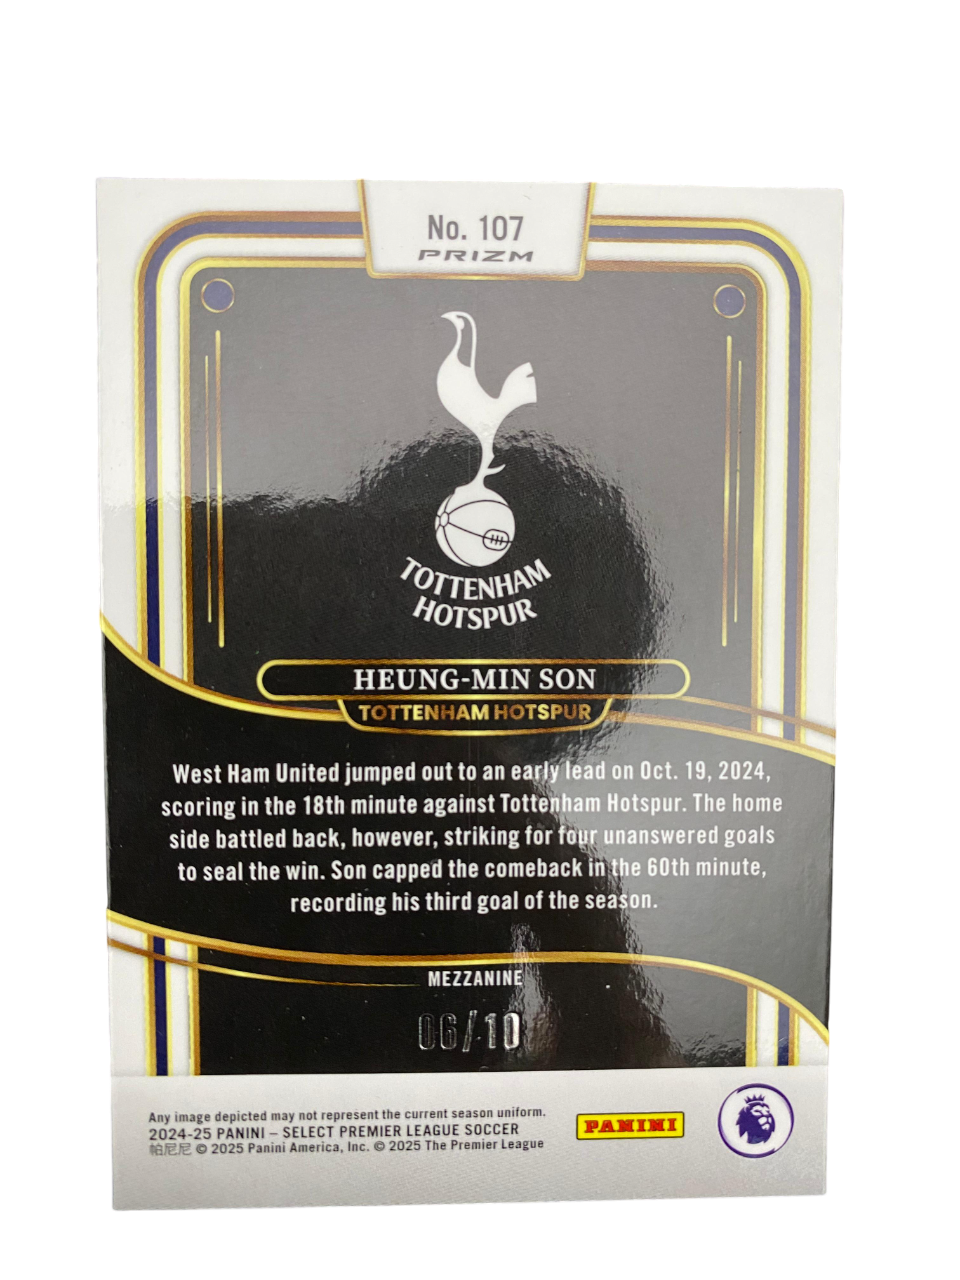 No. 107
PRIZM
TOTTENHAM
HOTSPUR
HEUNG-MIN SON
TOTTENHAM HOTSPUR
West Ham United jumped out to an early lead on Oct. 19, 2024,
scoring in the 18th minute against Tottenham Hotspur. The home
side battled back, however, striking for four unanswered goals
to seal the win. Son capped the comeback in the 60th minute,
recording his third goal of the season.
MEZZANINE
06/10
Any image depicted may not represent the current season uniform.
2024-25 PANINI – SELECT PREMIER LEAGUE SOCCER
帕尼尼 © 2025 Panini America, Inc. © 2025 The Premier League
PANINI